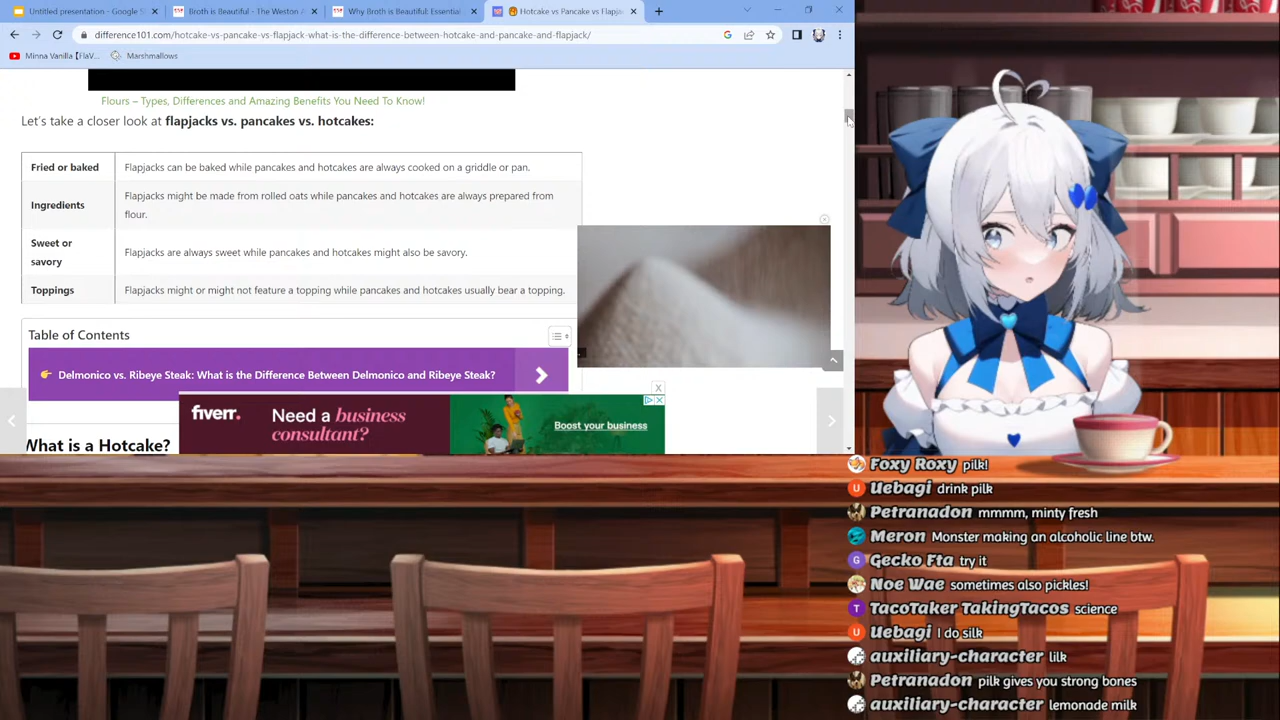 Untitled presentation - Google S
Broth is Beautiful - The Weston A
Why Broth is Beautiful: Essential
Hotcake vs Pancake vs Flapja
difference101.com/hotcake-vs-pancake-vs-flapjack-what-is-the-difference-between-hotcake-and-pancake-and-flapjack/
Minna Vanilla【FlaV...
Marshmallows
Flours – Types, Differences and Amazing Benefits You Need To Know!
Let's take a closer look at flapjacks vs. pancakes vs. hotcakes:
Fried or baked
Flapjacks can be baked while pancakes and hotcakes are always cooked on a griddle or pan.
Ingredients
Flapjacks might be made from rolled oats while pancakes and hotcakes are always prepared from
flour.
Sweet or
savory
Flapjacks are always sweet while pancakes and hotcakes might also be savory.
Toppings
Flapjacks might or might not feature a topping while pancakes and hotcakes usually bear a topping.
Table of Contents
Delmonico vs. Ribeye Steak: What is the Difference Between Delmonico and Ribeye Steak?
fiverr.
Need a business
consultant?
Boost your business
What is a Hotcake?
Foxy Roxy pilk!
Uebagi drink pilk
Petranadon mmmm, minty fresh
Meron Monster making an alcoholic line btw.
Gecko Fta try it
Noe Wae sometimes also pickles!
TacoTaker TakingTacos science
Uebagi I do silk
auxiliary-character lilk
Petranadon pilk gives you strong bones
auxiliary-character lemonade milk